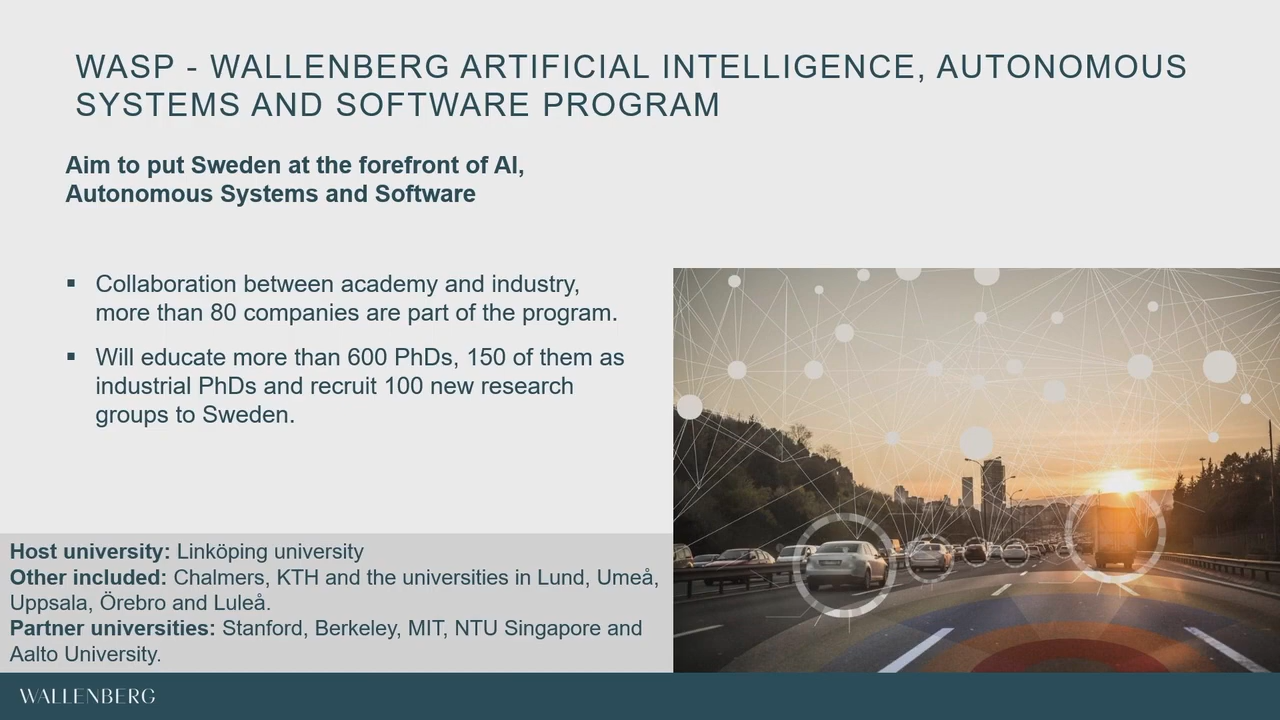 WASP - WALLENBERG ARTIFICIAL INTELLIGENCE, AUTONOMOUS
SYSTEMS AND SOFTWARE PROGRAM
Aim to put Sweden at the forefront of AI,
Autonomous Systems and Software
▪ Collaboration between academy and industry,
more than 80 companies are part of the program.
▪ Will educate more than 600 PhDs, 150 of them as
industrial PhDs and recruit 100 new research
groups to Sweden.
Host university: Linköping university
Other included: Chalmers, KTH and the universities in Lund, Umeå,
Uppsala, Örebro and Luleå.
Partner universities: Stanford, Berkeley, MIT, NTU Singapore and
Aalto University.
WALLENBERG